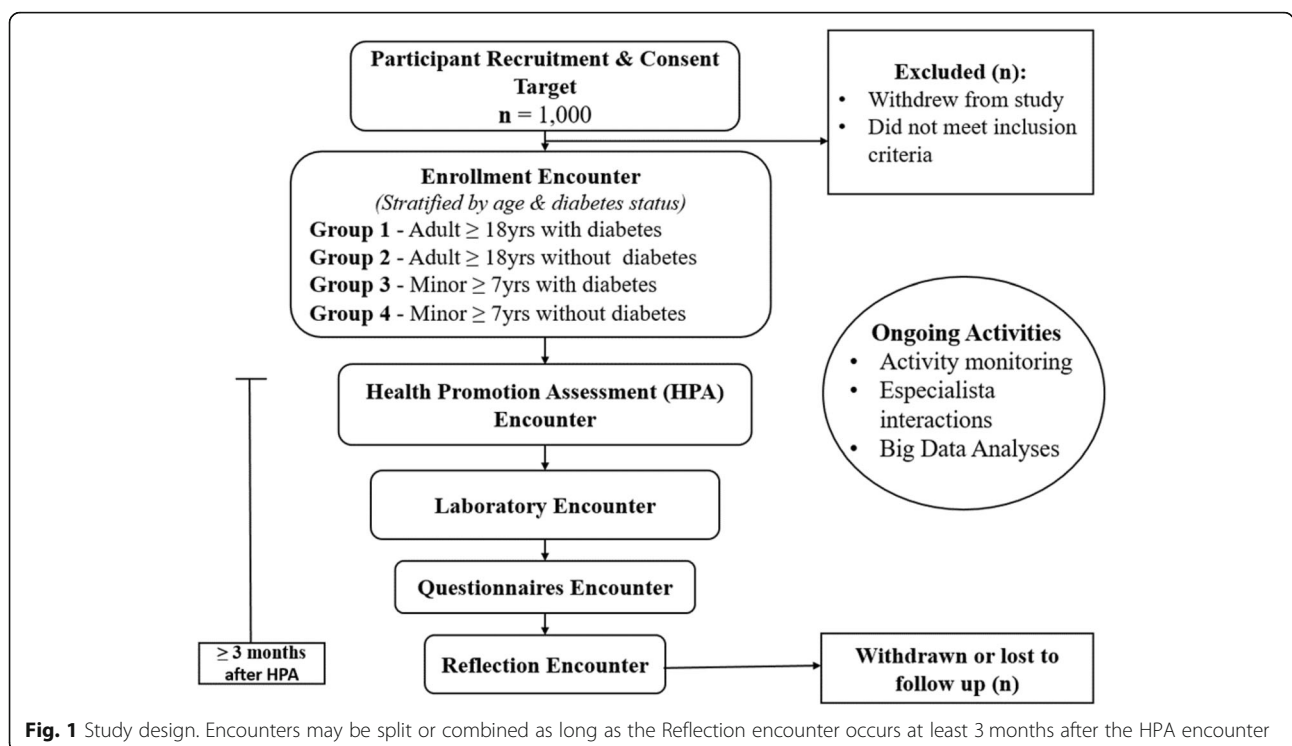 Participant Recruitment & Consent
Target
n = 1,000
Excluded (n):
• Withdrew from study
• Did not meet inclusion
criteria
Enrollment Encounter
(Stratified by age & diabetes status)
Group 1 - Adult ≥ 18yrs with diabetes
Group 2 - Adult ≥ 18yrs without diabetes
Group 3 - Minor ≥ 7yrs with diabetes
Group 4 - Minor ≥ 7yrs without diabetes
Ongoing Activities
• Activity monitoring
• Especialista
interactions
• Big Data Analyses
Health Promotion Assessment (HPA)
Encounter
Laboratory Encounter
Questionnaires Encounter
≥ 3 months
after HPA
Reflection Encounter
Withdrawn or lost to
follow up (n)
Fig. 1 Study design. Encounters may be split or combined as long as the Reflection encounter occurs at least 3 months after the HPA encounter